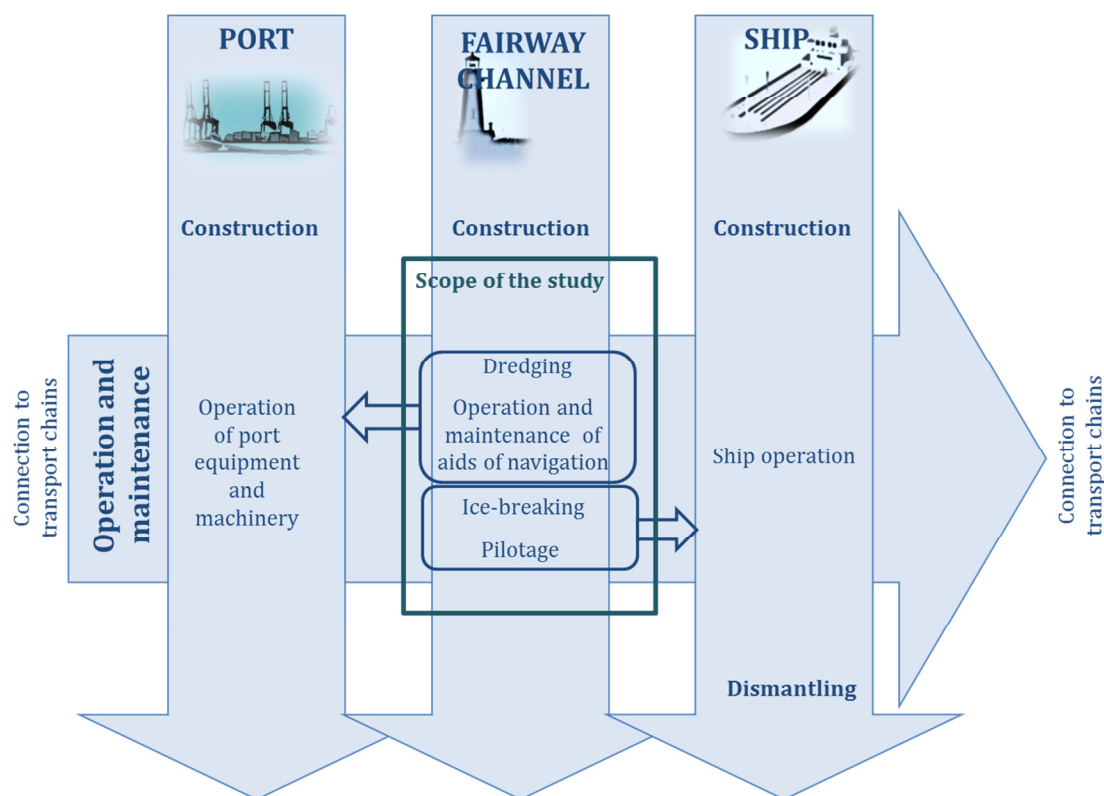 PORT
FAIRWAY
CHANNEL
SHIP
Construction
Construction
Construction
Scope of the study
Connection to
transport chains
Operation and
maintenance
Operation
of port
equipment
and
machinery
Dredging
Operation and
maintenance of
aids of navigation
Ice-breaking
Pilotage
Ship operation
Connection to
transport chains
Dismantling